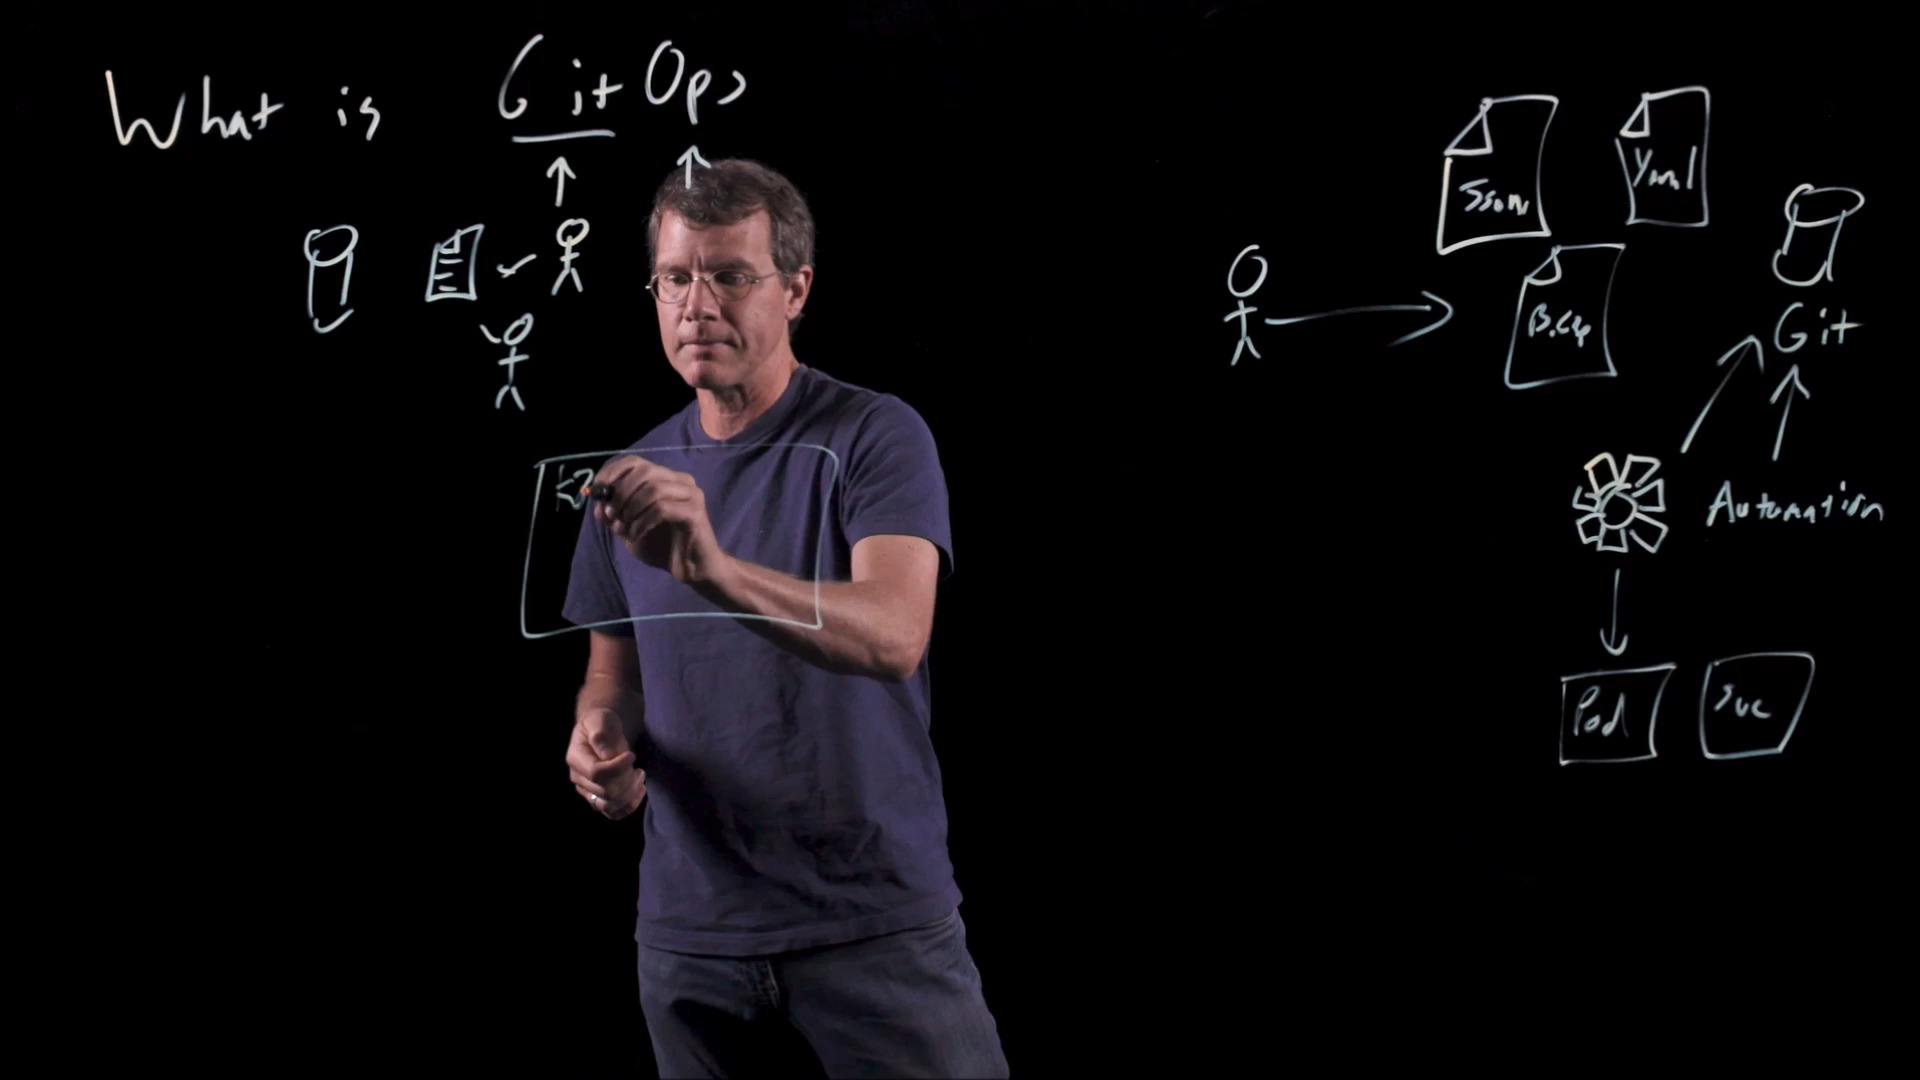 What is GitOps
Json
Yaml
Git
Automation
Pod
Svc